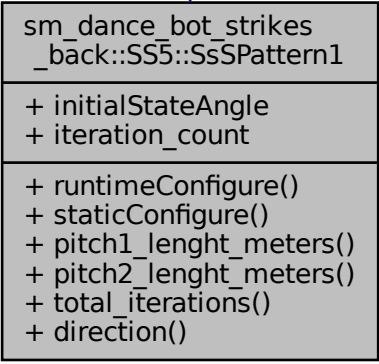 sm_dance_bot_strikes
_back::SS5::SsSPattern1
+ initialStateAngle
+ iteration_count
+ runtimeConfigure()
+ staticConfigure()
+ pitch1_lenght_meters()
+ pitch2_lenght_meters()
+ total_iterations()
+ direction()